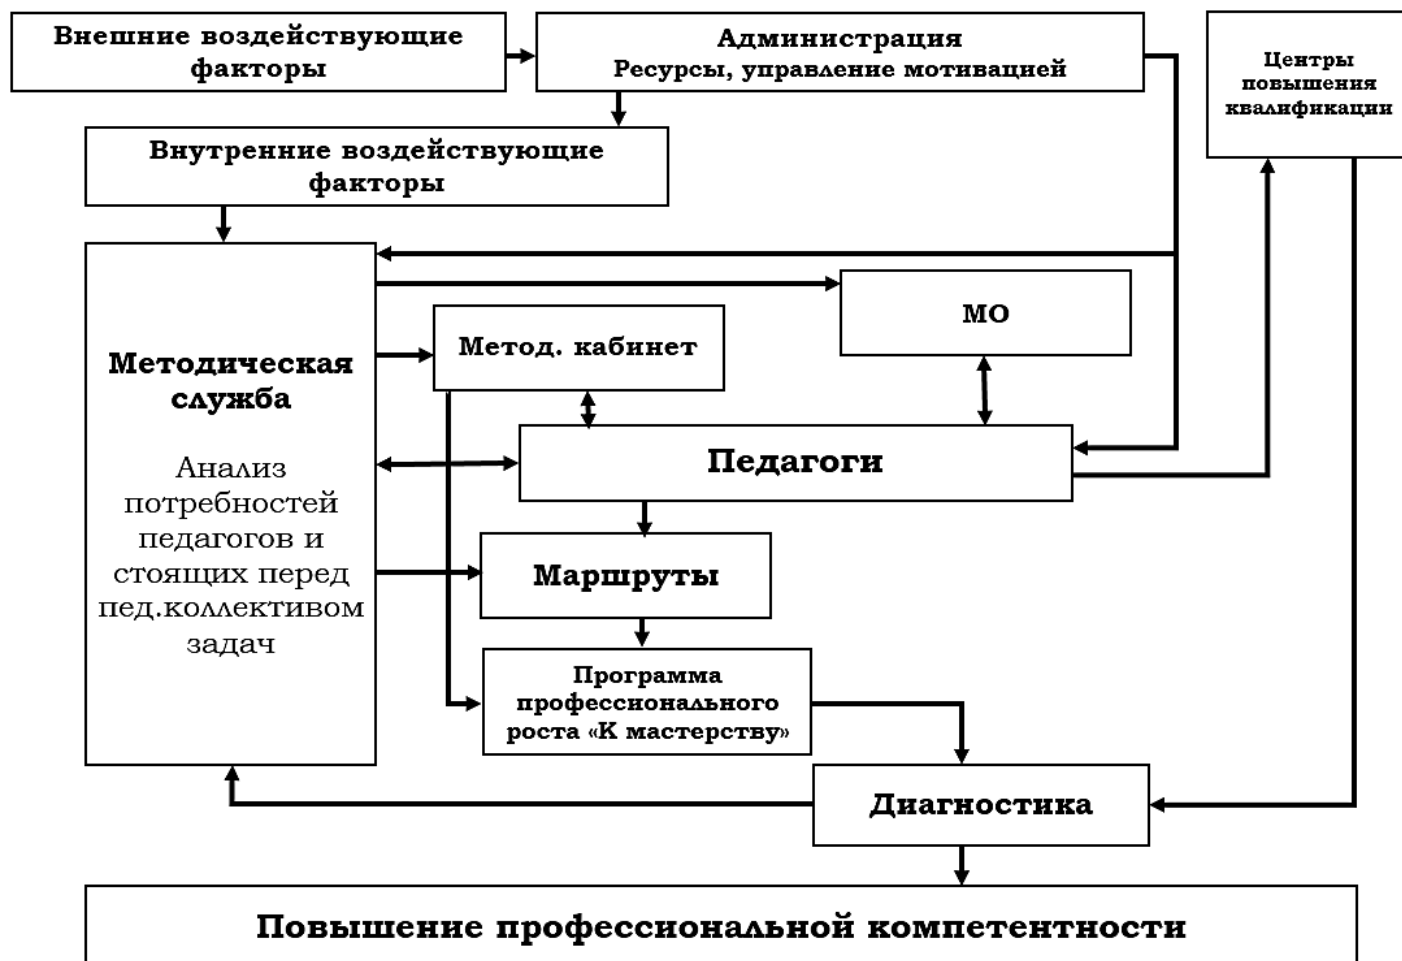 Внешние воздействующие
факторы
Администрация
Ресурсы, управление мотивацией
Центры
повышения
квалификации
Внутренние воздействующие
факторы
МО
Метод. кабинет
Методическая
служба
Анализ
потребностей
педагогов и
стоящих перед
пед.коллективом
задач
Педагоги
Маршруты
Программа
профессионального
роста «К мастерству»
Диагностика
Повышение профессиональной компетентности